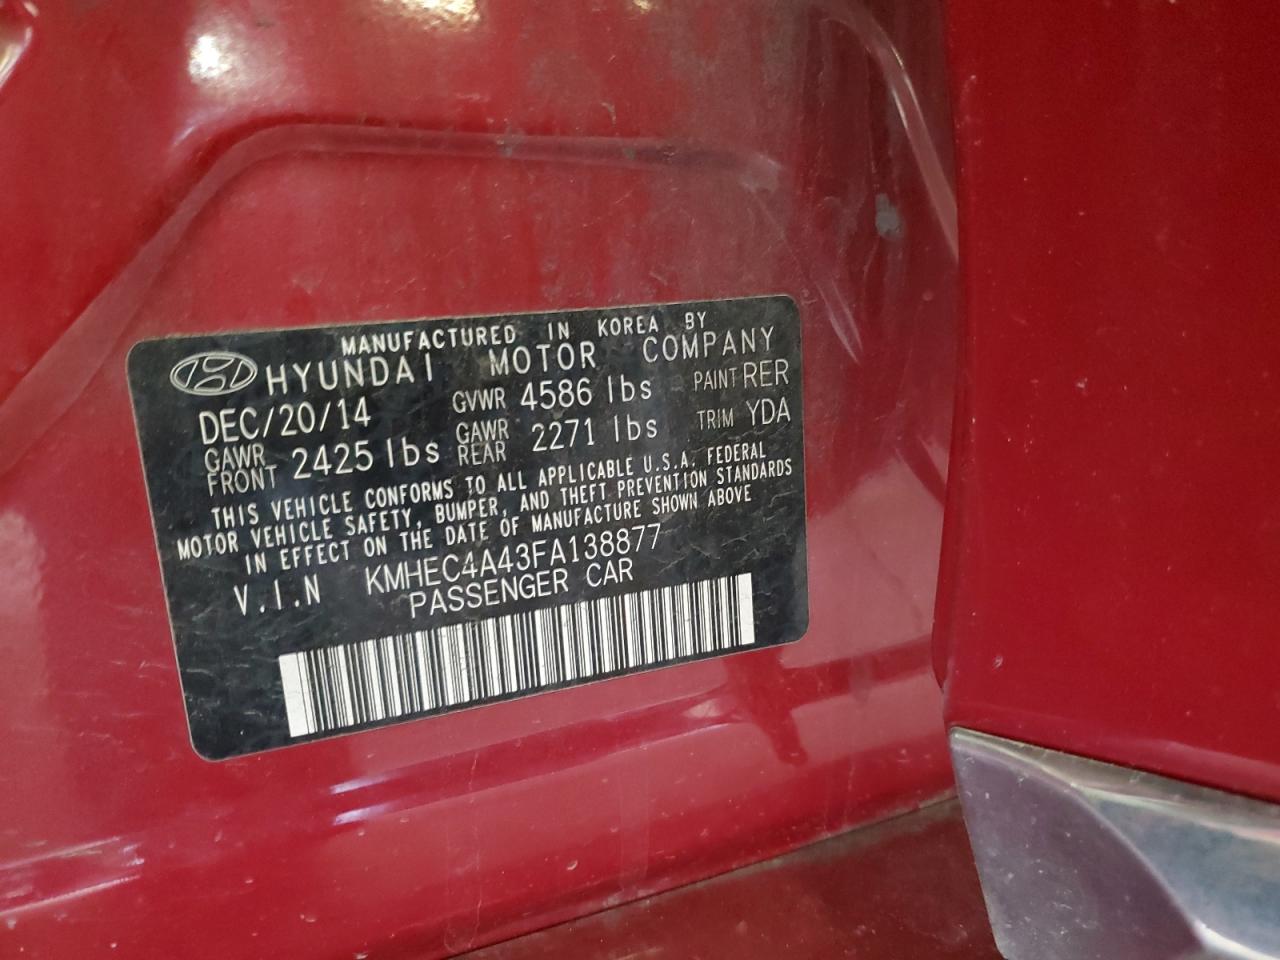 MANUFACTURED IN KOREA BY
HYUNDAI MOTOR COMPANY
DEC/20/14 GVWR 4586 lbs PAINT RER
GAWR FRONT 2425 lbs GAWR REAR 2271 lbs TRIM YDA
THIS VEHICLE CONFORMS TO ALL APPLICABLE U.S.A. FEDERAL
MOTOR VEHICLE SAFETY, BUMPER, AND THEFT PREVENTION STANDARDS
IN EFFECT ON THE DATE OF MANUFACTURE SHOWN ABOVE
V.I.N KMHEC4A43FA138877
PASSENGER CAR